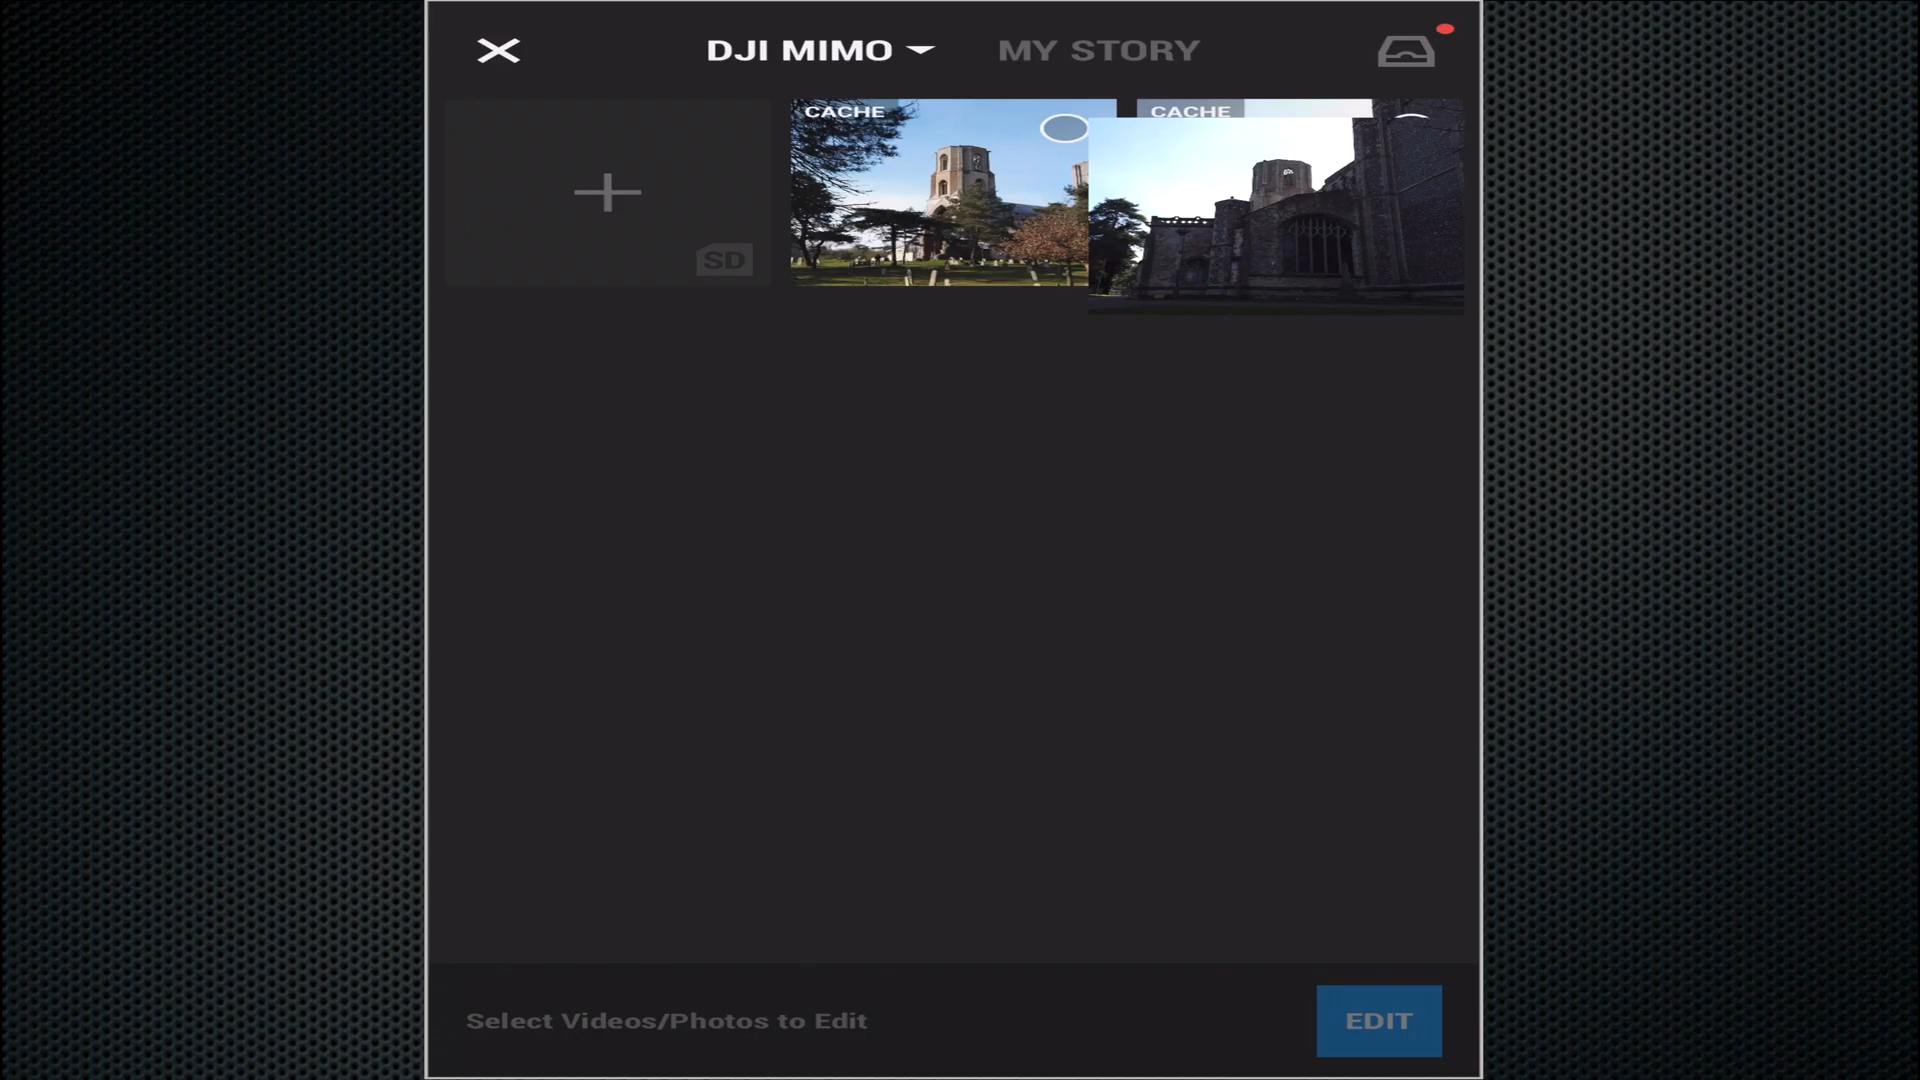 DJI MIMO
MY STORY
CACHE
CACHE
SD
Select Videos/Photos to Edit
EDIT